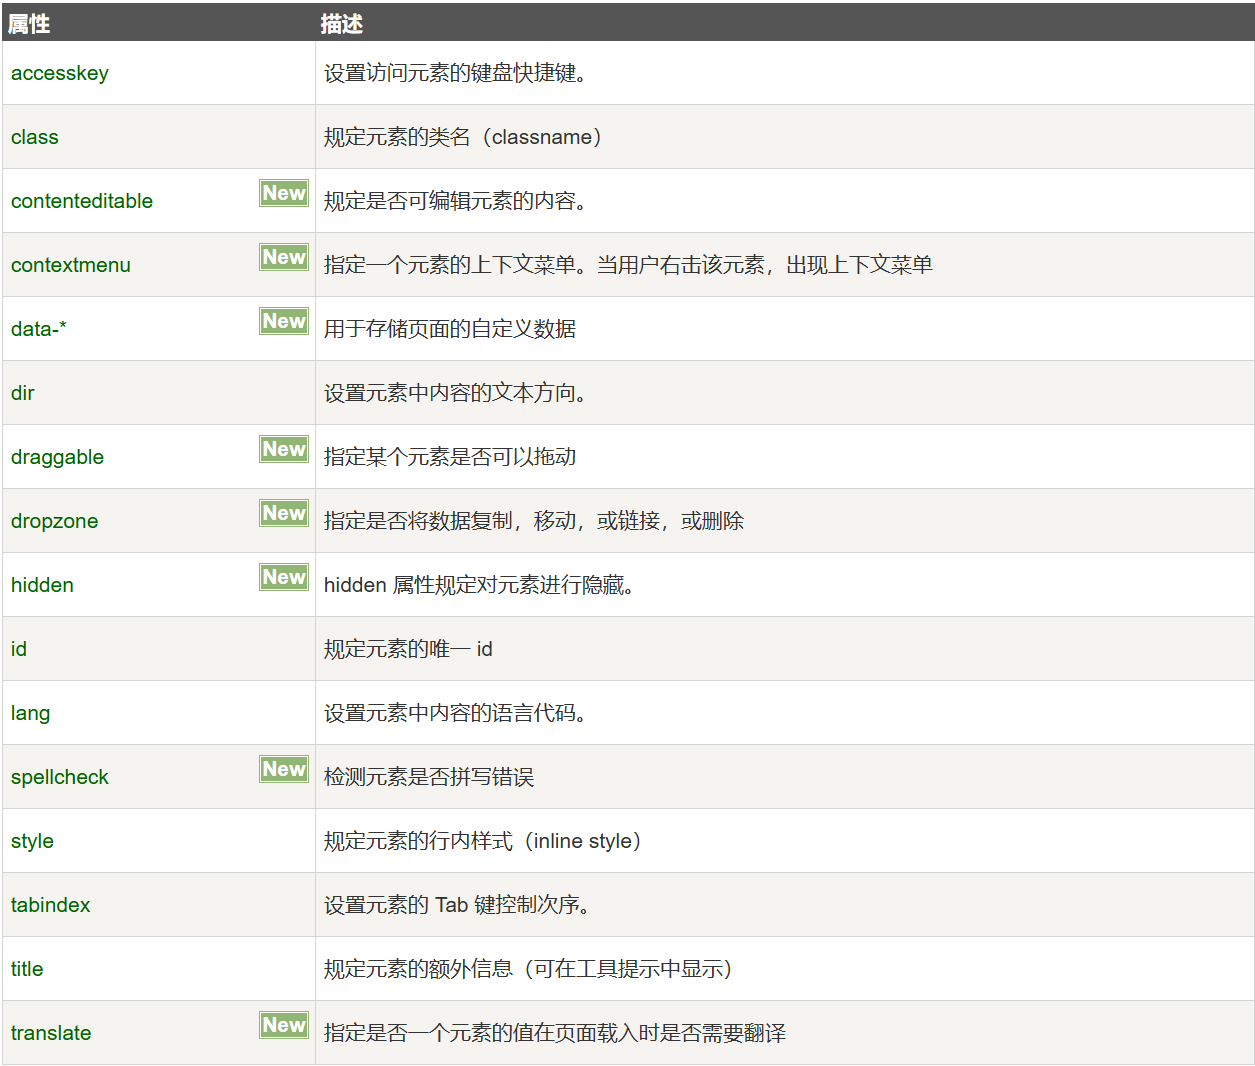 属性 描述
accesskey 设置访问元素的键盘快捷键。
class 规定元素的类名（classname）
contenteditable New 规定是否可编辑元素的内容。
contextmenu New 指定一个元素的上下文菜单。当用户右击该元素，出现上下文菜单
data-* New 用于存储页面的自定义数据
dir 设置元素中内容的文本方向。
draggable New 指定某个元素是否可以拖动
dropzone New 指定是否将数据复制，移动，或链接，或删除
hidden New hidden 属性规定对元素进行隐藏。
id 规定元素的唯一 id
lang 设置元素中内容的语言代码。
spellcheck New 检测元素是否拼写错误
style 规定元素的行内样式（inline style）
tabindex 设置元素的 Tab 键控制次序。
title 规定元素的额外信息（可在工具提示中显示）
translate New 指定是否一个元素的值在页面载入时是否需要翻译